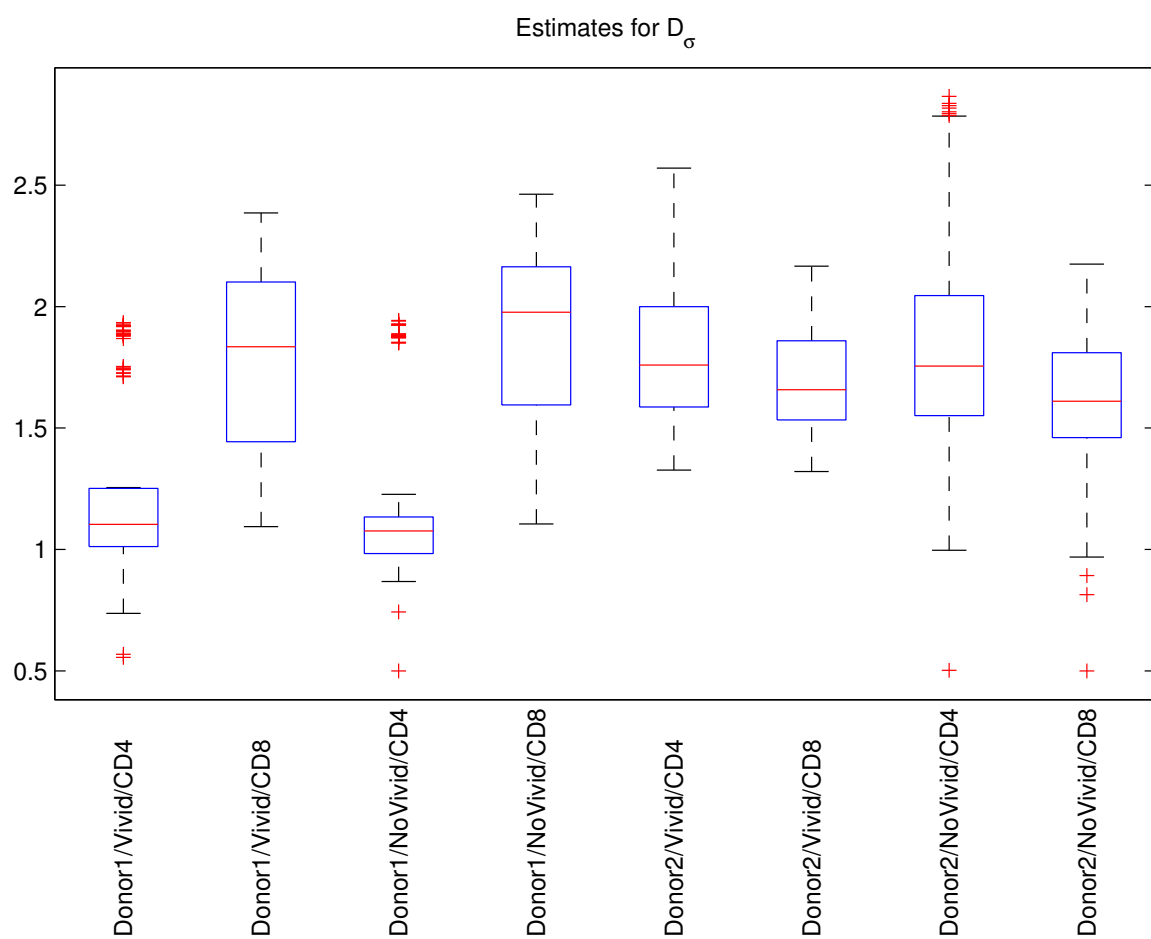 Estimates for Dσ
2.5
2
1.5
1
0.5
Donor1/Vivid/CD4
Donor1/Vivid/CD8
Donor1/NoVivid/CD4
Donor1/NoVivid/CD8
Donor2/Vivid/CD4
Donor2/Vivid/CD8
Donor2/NoVivid/CD4
Donor2/NoVivid/CD8